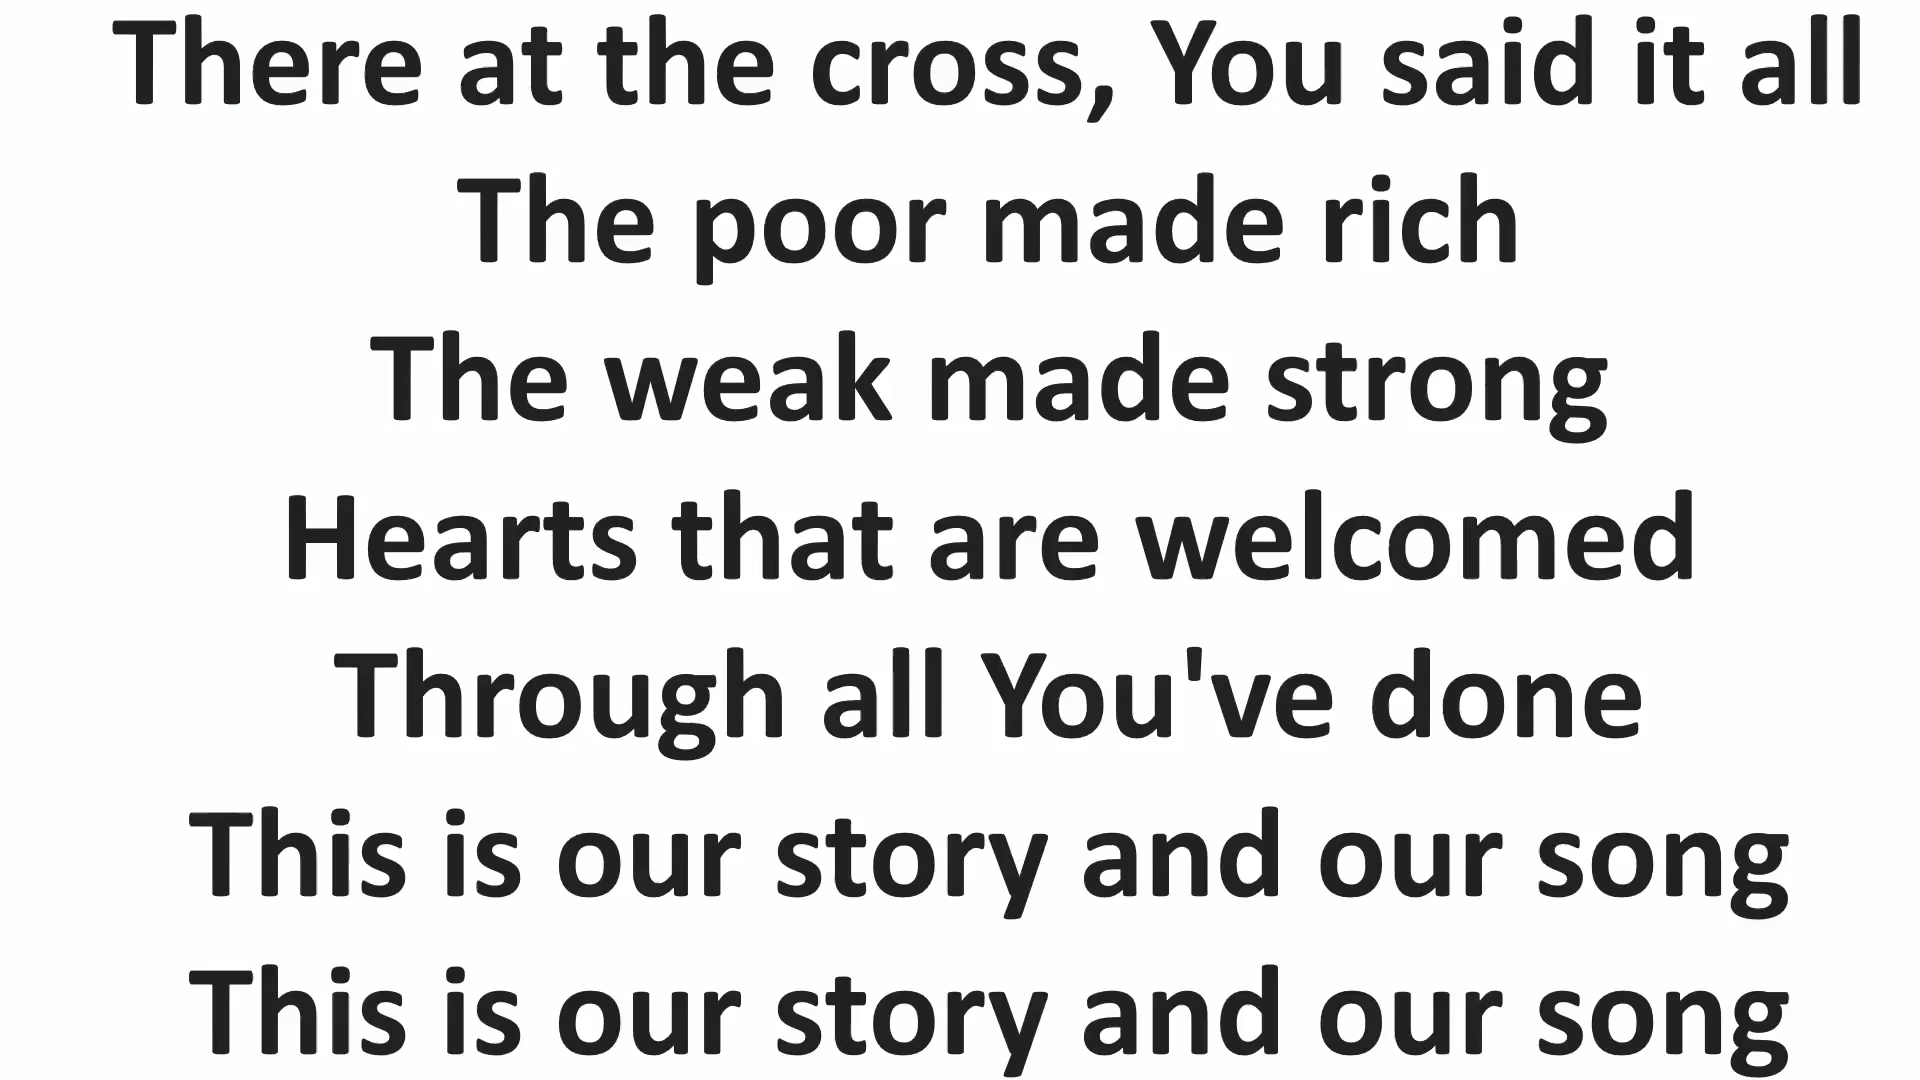 There at the cross, You said it all
The poor made rich
The weak made strong
Hearts that are welcomed
Through all You've done
This is our story and our song
This is our story and our song